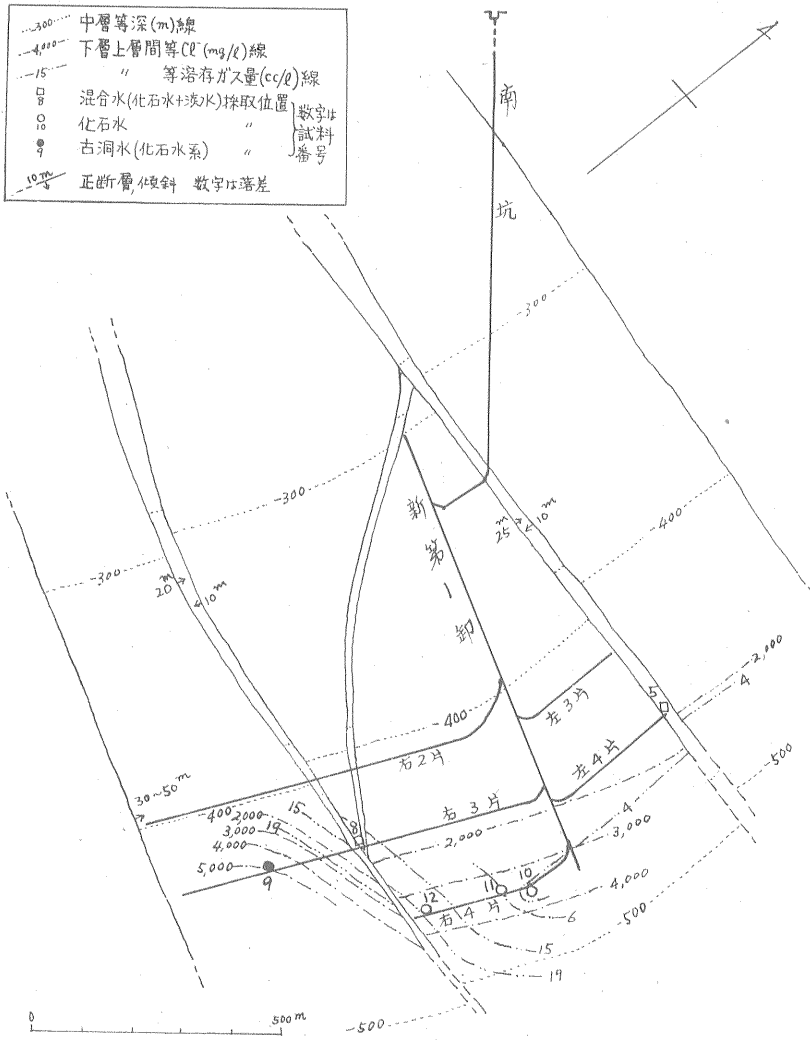 -300 中層等深(m)線
-4,000 下層上層間等Cl⁻(mg/l)線
-15 〃 等溶存ガス量(cc/l)線
8 混合水(化石水+淡水)採取位置
10 化石水 〃
9 古洞水(化石水系) 〃
数字は
試料
番号
10m 正断層,傾斜 数字は落差
南坑
-300
-300
-300
新第1卸
25m
10m
-400
20m
10m
2,000
4
5
-400
左3片
右2片
左4片
-500
30~50m
-400
2,000
15
3,000
19
4,000
5,000
8
右3片
2,000
4
3,000
9
12
11
10
4,000
右4片
6
-500
15
19
0
500m
-500